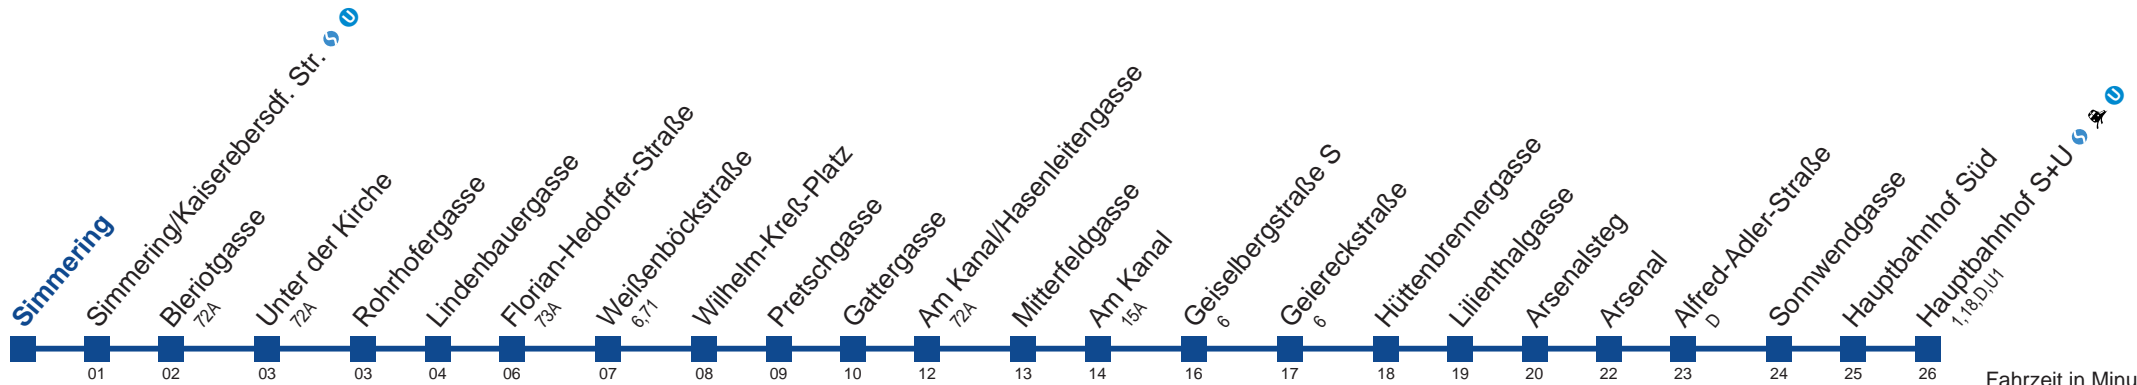 Simmering
Simmering/Kaiserebersdf. Str. S U
01
Bleriotgasse
72A
02
Unter der Kirche
72A
03
Rohrhofergasse
03
Lindenbauergasse
04
Florian-Hedorfer-Straße
73A
06
Weißenböckstraße
6,71
07
Wilhelm-Kreß-Platz
08
Pretschgasse
09
Gattergasse
10
Am Kanal/Hasenleitengasse
72A
12
Mitterfeldgasse
13
Am Kanal
15A
14
Geiselbergstraße S
6
16
Geiereckstraße
6
17
Hüttenbrennergasse
18
Lilienthalgasse
19
Arsenalsteg
20
Arsenal
22
Alfred-Adler-Straße
D
23
Sonnwendgasse
24
Hauptbahnhof Süd
25
Hauptbahnhof S+U S U
1,18,D,U1
26
Fahrzeit in Minu